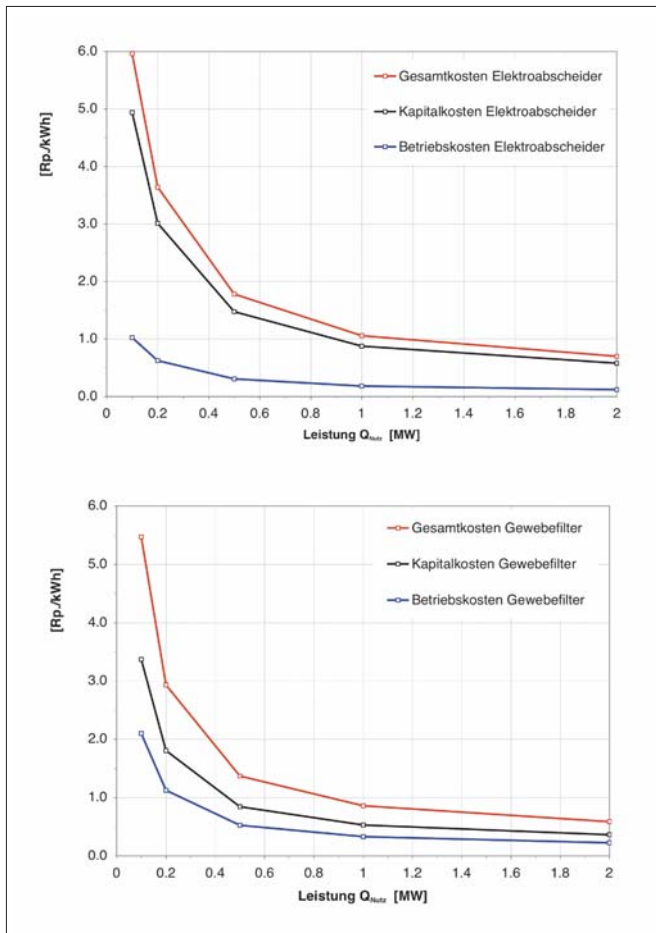 6.0
5.0
4.0
3.0
2.0
1.0
0.0
[Rp./kWh]
Gesamtkosten Elektroabscheider
Kapitalkosten Elektroabscheider
Betriebskosten Elektroabscheider
0 0.2 0.4 0.6 0.8 1 1.2 1.4 1.6 1.8 2
Leistung QNutz [MW]
6.0
5.0
4.0
3.0
2.0
1.0
0.0
[Rp./kWh]
Gesamtkosten Gewebefilter
Kapitalkosten Gewebefilter
Betriebskosten Gewebefilter
0 0.2 0.4 0.6 0.8 1 1.2 1.4 1.6 1.8 2
Leistung QNutz [MW]